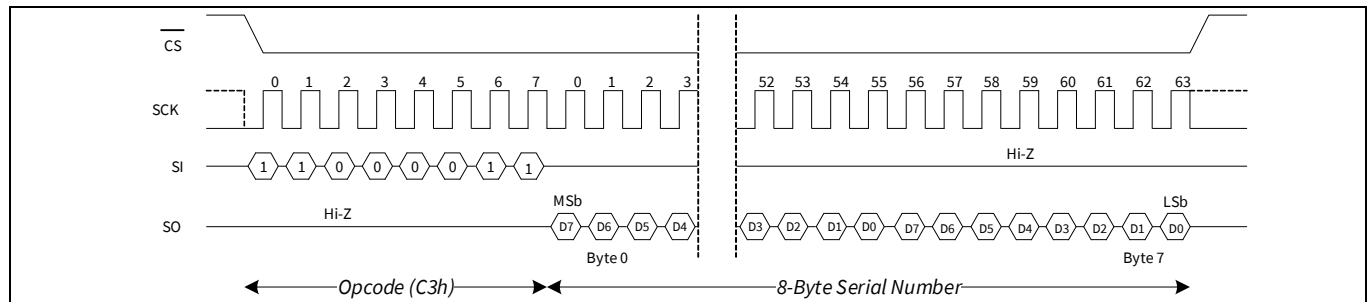 CS
0 1 2 3 4 5 6 7 0 1 2 3 52 53 54 55 56 57 58 59 60 61 62 63
SCK
Hi-Z
SI 1 1 0 0 0 0 1 1
MSb LSb
Hi-Z
SO D7 D6 D5 D4 D3 D2 D1 D0 D7 D6 D5 D4 D3 D2 D1 D0
Byte 0 Byte 7
Opcode (C3h) 8-Byte Serial Number